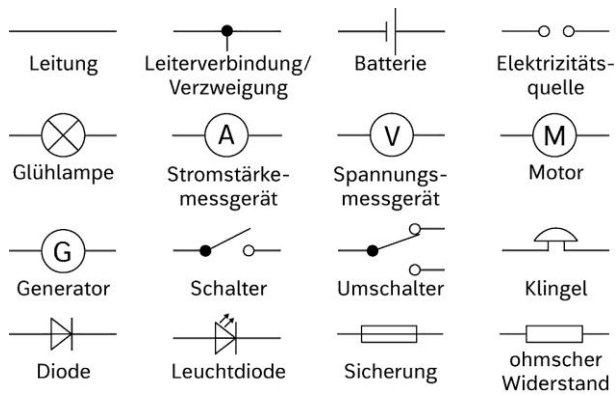 Leitung
Leiterverbindung/
Verzweigung
Batterie
Elektrizitäts-
quelle
Glühlampe
A
Stromstärke-
messgerät
V
Spannungs-
messgerät
M
Motor
G
Generator
Schalter
Umschalter
Klingel
Diode
Leuchtdiode
Sicherung
ohmscher
Widerstand